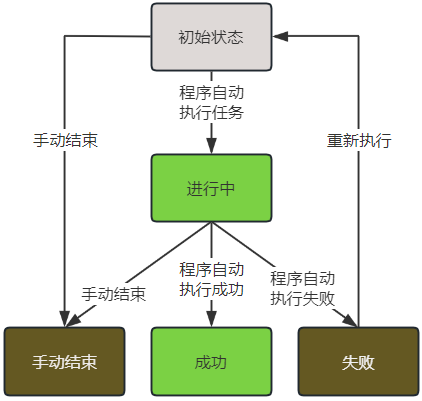 初始状态
程序自动
执行任务
手动结束
重新执行
进行中
手动结束
程序自动
执行成功
程序自动
执行失败
手动结束
成功
失败